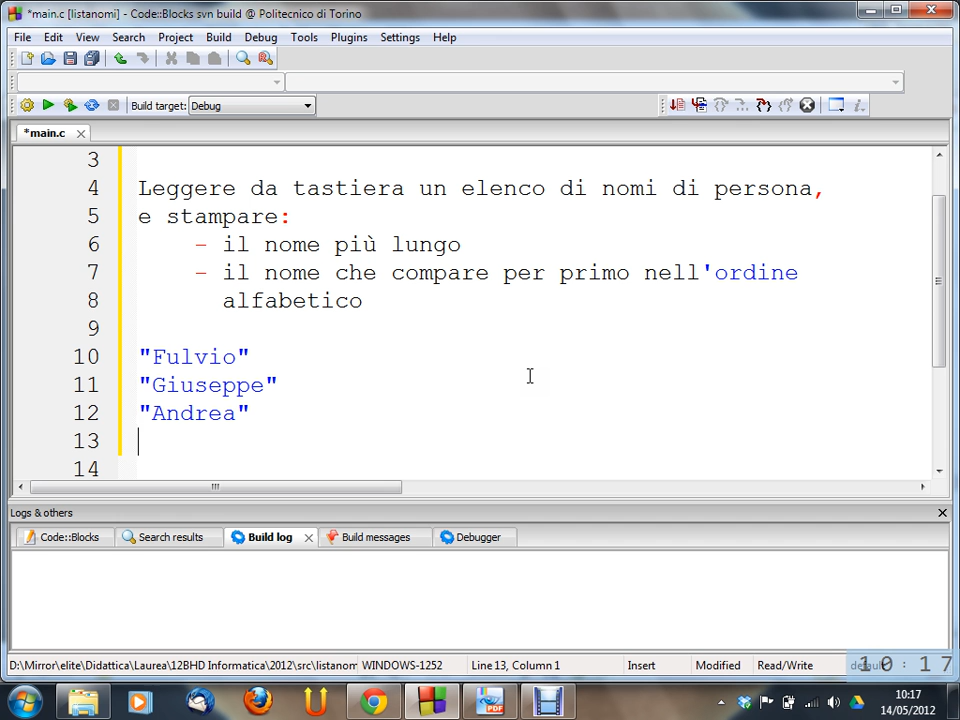 *main.c [listanomi] - Code::Blocks svn build @ Politecnico di Torino
File Edit View Search Project Build Debug Tools Plugins Settings Help
Build target: Debug
*main.c
3
4 Leggere da tastiera un elenco di nomi di persona,
5 e stampare:
6 - il nome più lungo
7 - il nome che compare per primo nell'ordine
8 alfabetico
9
10 "Fulvio"
11 "Giuseppe"
12 "Andrea"
13
14
Logs & others
Code::Blocks Search results Build log Build messages Debugger
D:\Mirror\elite\Didattica\Laurea\12BHD Informatica\2012\src\listanom WINDOWS-1252 Line 13, Column 1 Insert Modified Read/Write default
10:17
PDF
10:17
14/05/2012